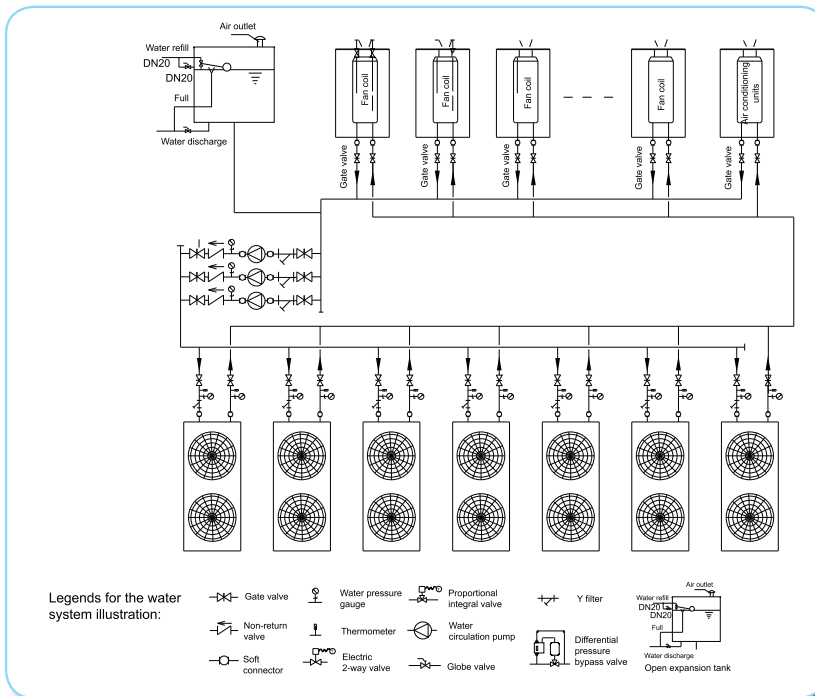 Air outlet
Water refill
DN20
DN20
Full
Water discharge
Fan coil
Fan coil
Fan coil
Fan coil
Air conditioning
units
Gate valve
Gate valve
Gate valve
Gate valve
Gate valve
Legends for the water
system illustration:
Gate valve
Water pressure
gauge
Proportional
integral valve
Y filter
Non-return
valve
Thermometer
Water
circulation pump
Soft
connector
Electric
2-way valve
Globe valve
Differential
pressure
bypass valve
Air outlet
Water refill
DN20
DN20
Full
Water discharge
Open expansion tank